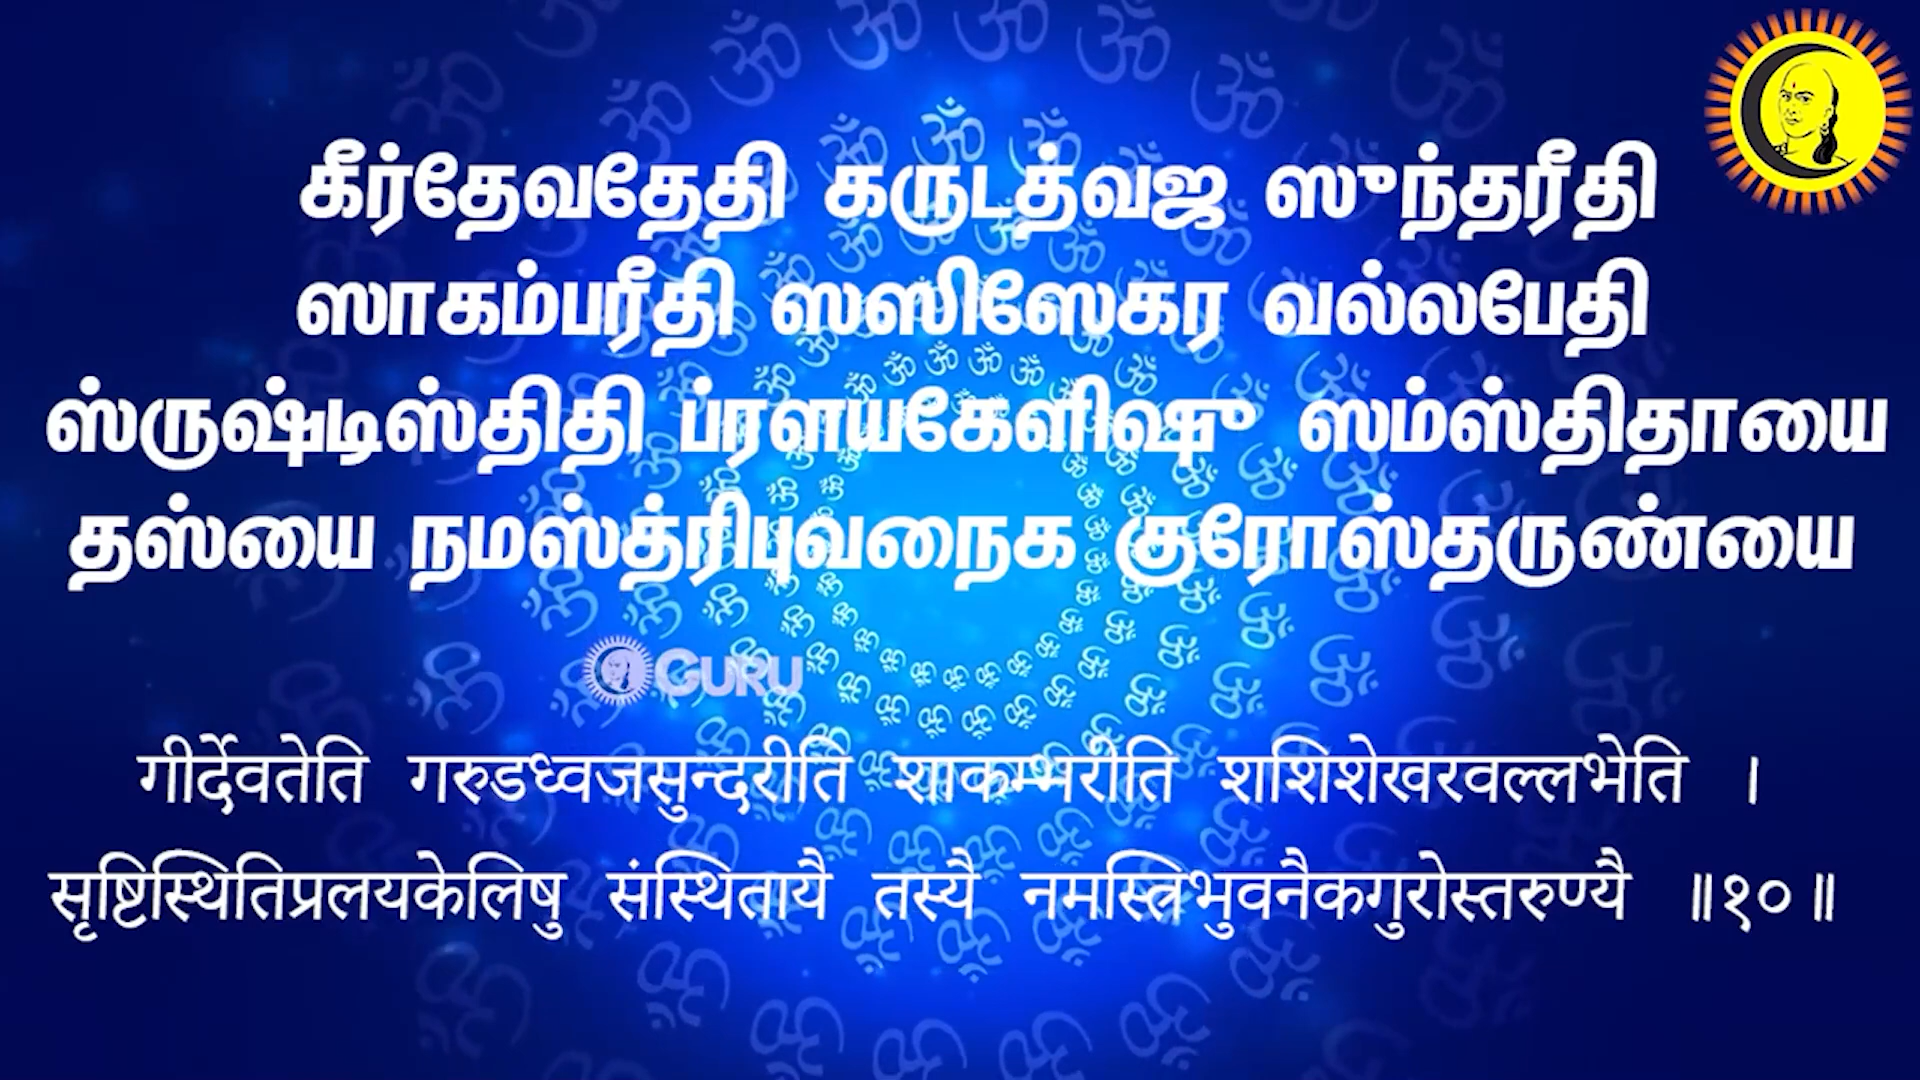 கீர்தேவதேதி கருடத்வஜ ஸுந்தரீதி
ஸாகம்பரீதி ஸஸிஸேகர வல்லபேதி
ஸ்ருஷ்டிஸ்திதி ப்ரளயகேளிஷு ஸம்ஸ்திதாயை
தஸ்யை நமஸ்த்ரிபுவநைக குரோஸ்தருண்யை
GURU
गीर्देवतेति गरुडध्वजसुन्दरीति शाकम्भरीति शशिशेखरवल्लभेति ।
सृष्टिस्थितिप्रलयकेलिषु संस्थितायै तस्यै नमस्त्रिभुवनैकगुरोस्तरुण्यै ॥१०॥